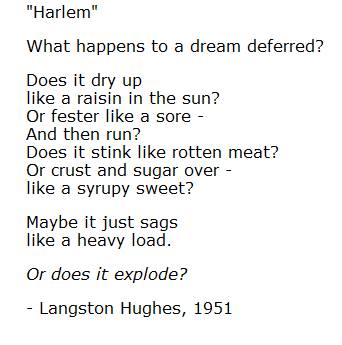 "Harlem"
What happens to a dream deferred?
Does it dry up
like a raisin in the sun?
Or fester like a sore -
And then run?
Does it stink like rotten meat?
Or crust and sugar over -
like a syrupy sweet?
Maybe it just sags
like a heavy load.
Or does it explode?
- Langston Hughes, 1951